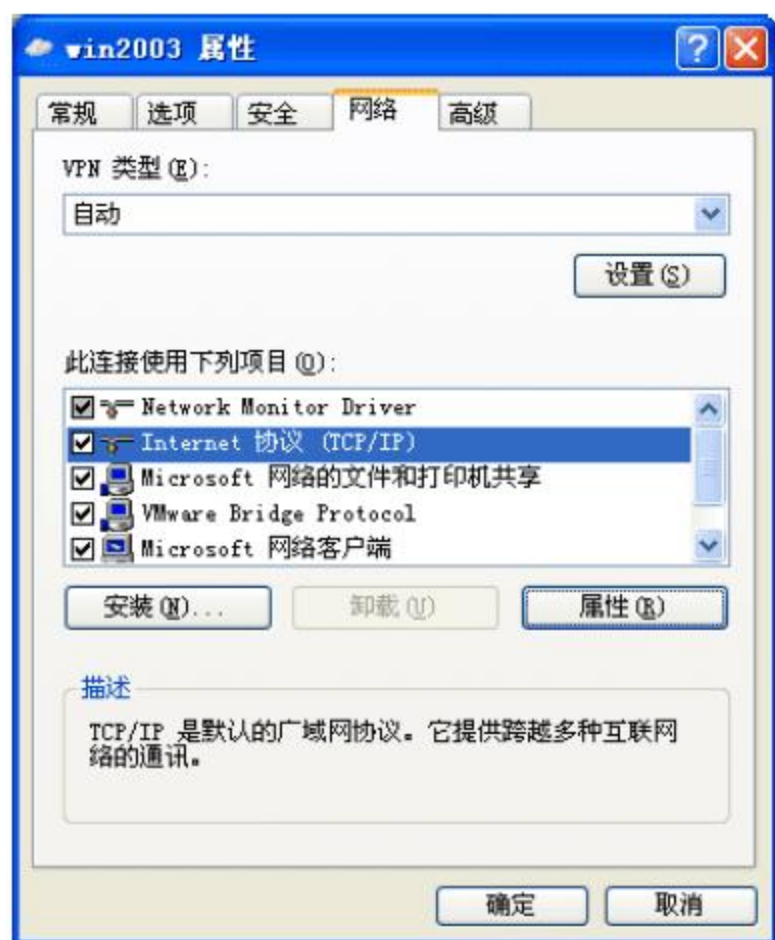 win2003 属性
常规 选项 安全 网络 高级
VPN 类型(E):
自动
设置(S)
此连接使用下列项目(O):
Network Monitor Driver
Internet 协议 (TCP/IP)
Microsoft 网络的文件和打印机共享
VMware Bridge Protocol
Microsoft 网络客户端
安装(N)... 卸载(U) 属性(R)
描述
TCP/IP 是默认的广域网协议。它提供跨越多种互联网
络的通讯。
确定 取消